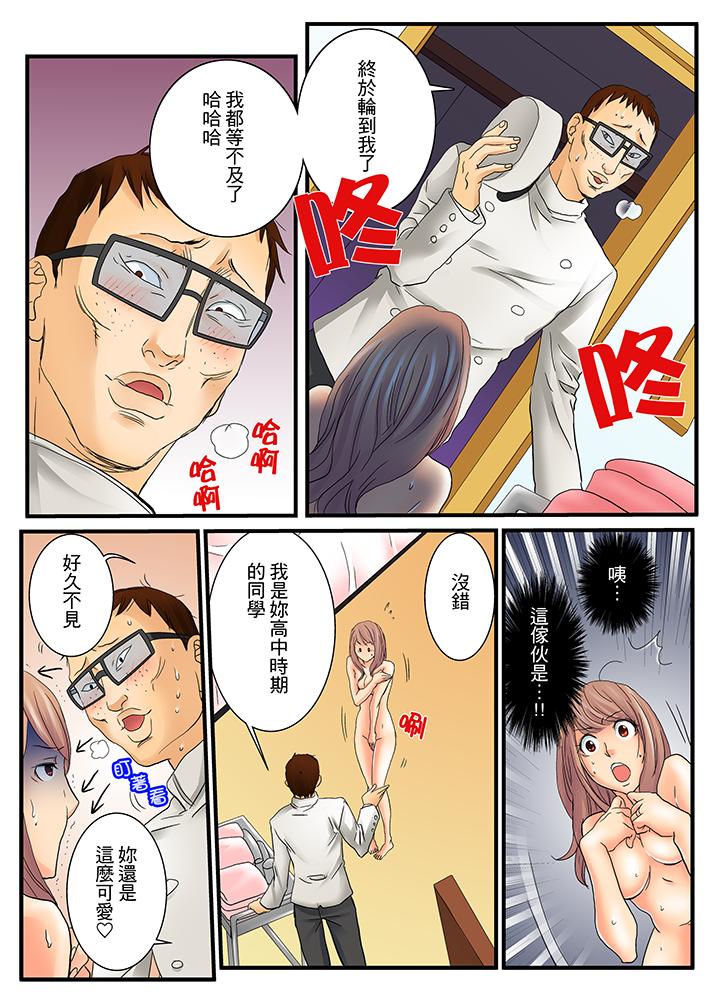 終於輪到我了
咚
咚
我都等不及了
哈哈哈
哈啊
哈啊
咦…
這傢伙是…!!
沒錯
我是妳高中時期
的同學
好久不見
盯著看
妳還是
這麼可愛♡